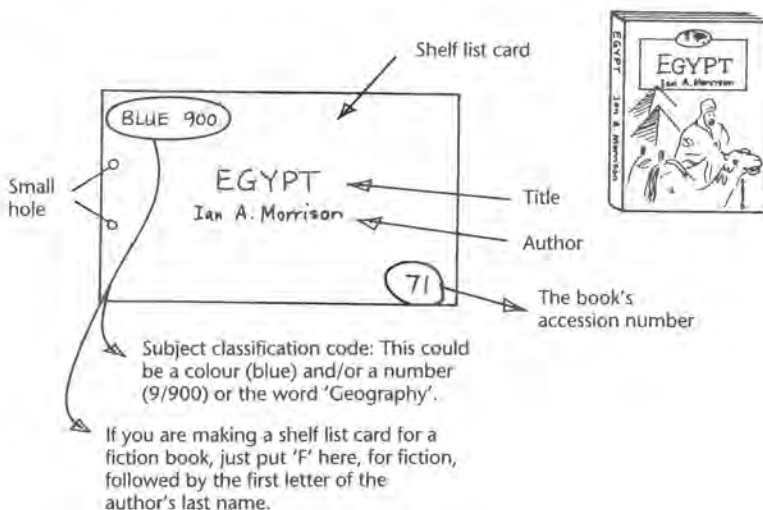 Shelf list card
BLUE 900
EGYPT
Ian A. Morrison
71
Small
hole
Title
Author
The book's
accession number
Subject classification code: This could
be a colour (blue) and/or a number
(9/900) or the word 'Geography'.
If you are making a shelf list card for a
fiction book, just put 'F' here, for fiction,
followed by the first letter of the
author's last name.
EGYPT Ian A. Morrison
EGYPT
Ian A. Morrison